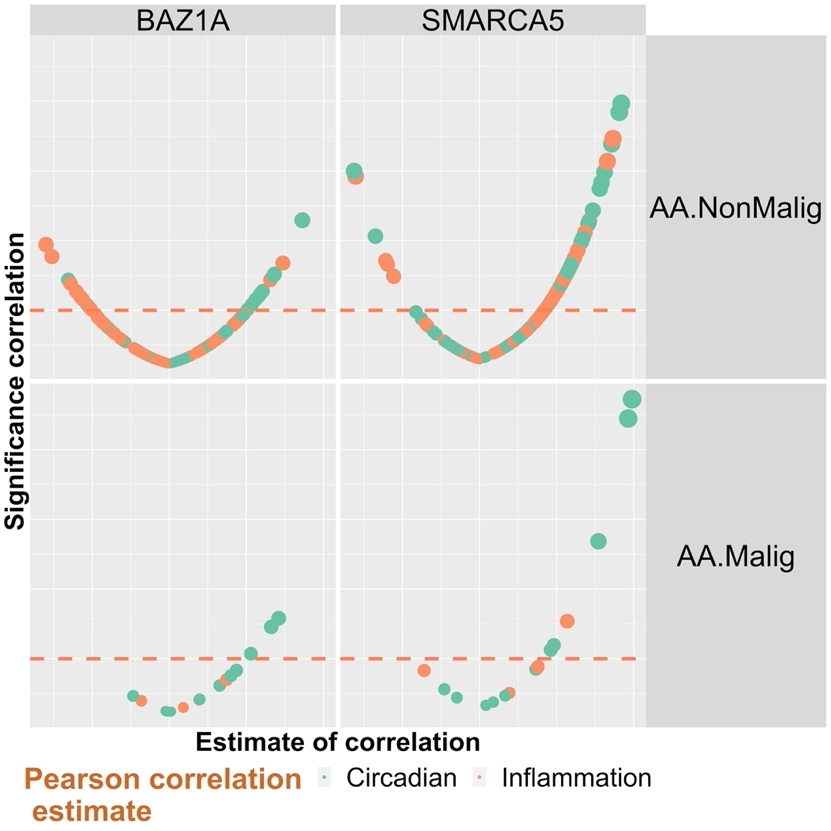 BAZ1A SMARCA5
AA.NonMalig
AA.Malig
Significance correlation
Estimate of correlation
Pearson correlation
estimate
Circadian Inflammation